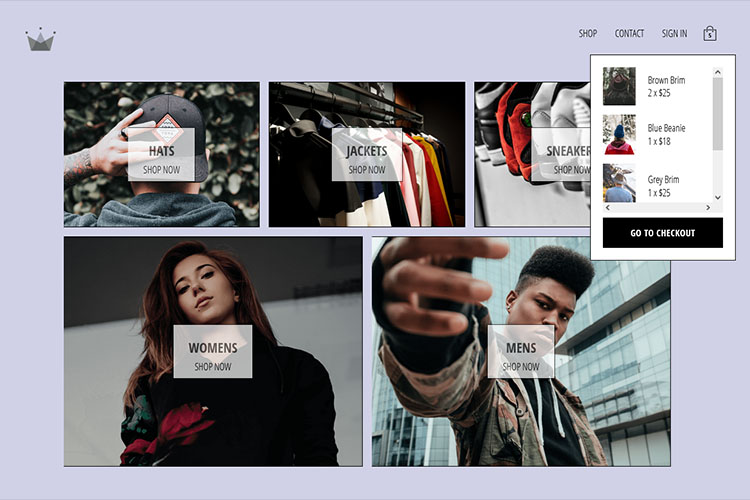 SHOP
CONTACT
SIGN IN
5
Brown Brim
2 x $25
Blue Beanie
1 x $18
Grey Brim
1 x $25
GO TO CHECKOUT
HATS
SHOP NOW
JACKETS
SHOP NOW
SNEAKER
SHOP NOW
WOMENS
SHOP NOW
MENS
SHOP NOW